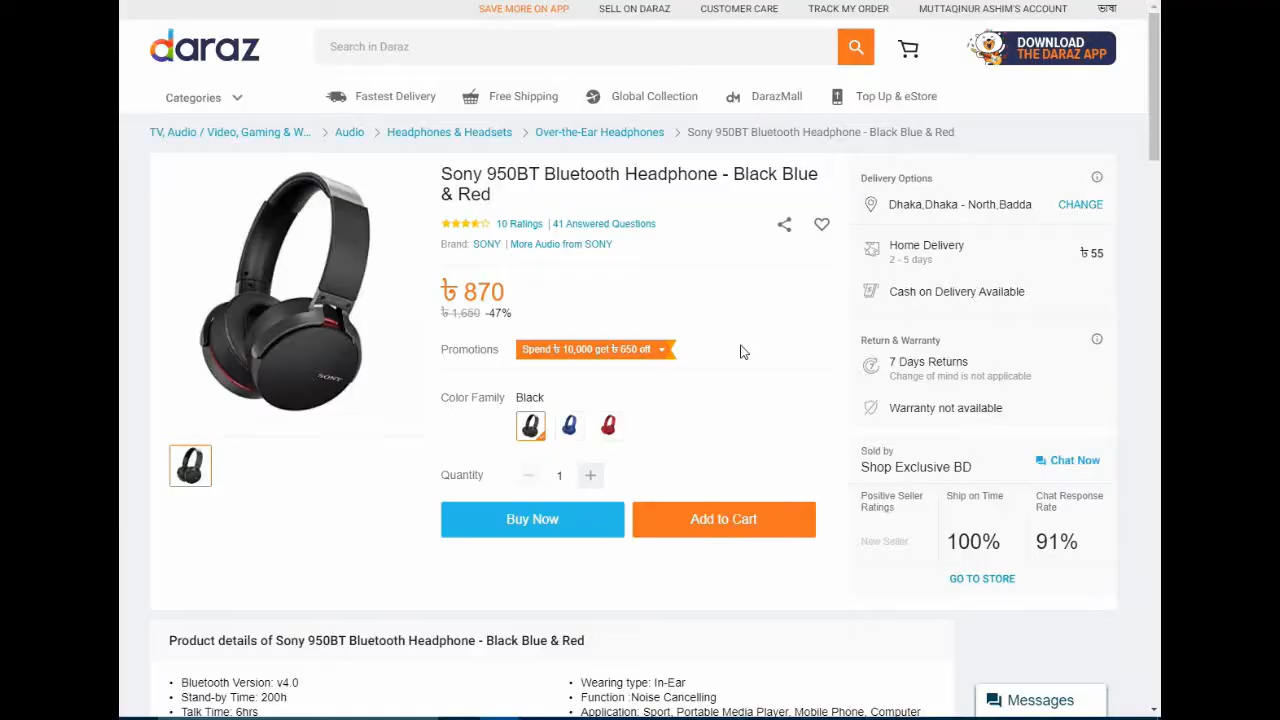 SAVE MORE ON APP SELL ON DARAZ CUSTOMER CARE TRACK MY ORDER MUTTAQINUR ASHIM'S ACCOUNT ভাষা
daraz Search in Daraz DOWNLOAD
THE DARAZ APP
Categories Fastest Delivery Free Shipping Global Collection DarazMall Top Up & eStore
TV, Audio / Video, Gaming & W... Audio Headphones & Headsets Over-the-Ear Headphones Sony 950BT Bluetooth Headphone - Black Blue & Red
Sony 950BT Bluetooth Headphone - Black Blue
& Red
10 Ratings | 41 Answered Questions
Brand: SONY | More Audio from SONY
৳ 870
৳ 1,650 -47%
Promotions Spend ৳ 10,000 get ৳ 650 off
Color Family Black
Quantity 1
Buy Now Add to Cart
SONY
Delivery Options
Dhaka,Dhaka - North,Badda CHANGE
Home Delivery ৳ 55
2 - 5 days
Cash on Delivery Available
Return & Warranty
7 Days Returns
Change of mind is not applicable
Warranty not available
Sold by
Shop Exclusive BD Chat Now
Positive Seller Ratings Ship on Time Chat Response Rate
New Seller 100% 91%
GO TO STORE
Product details of Sony 950BT Bluetooth Headphone - Black Blue & Red
• Bluetooth Version: v4.0 • Wearing type: In-Ear
• Stand-by Time: 200h • Function :Noise Cancelling
• Talk Time: 6hrs • Application: Sport, Portable Media Player, Mobile Phone, Computer
Messages